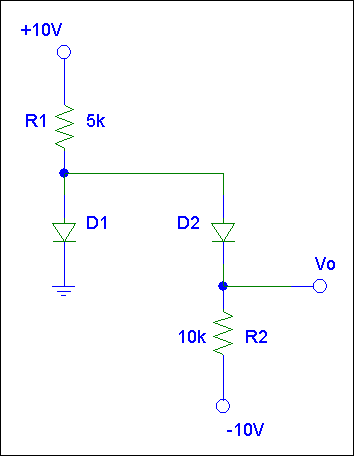 +10V
R1 5k
D1 D2
Vo
10k R2
-10V